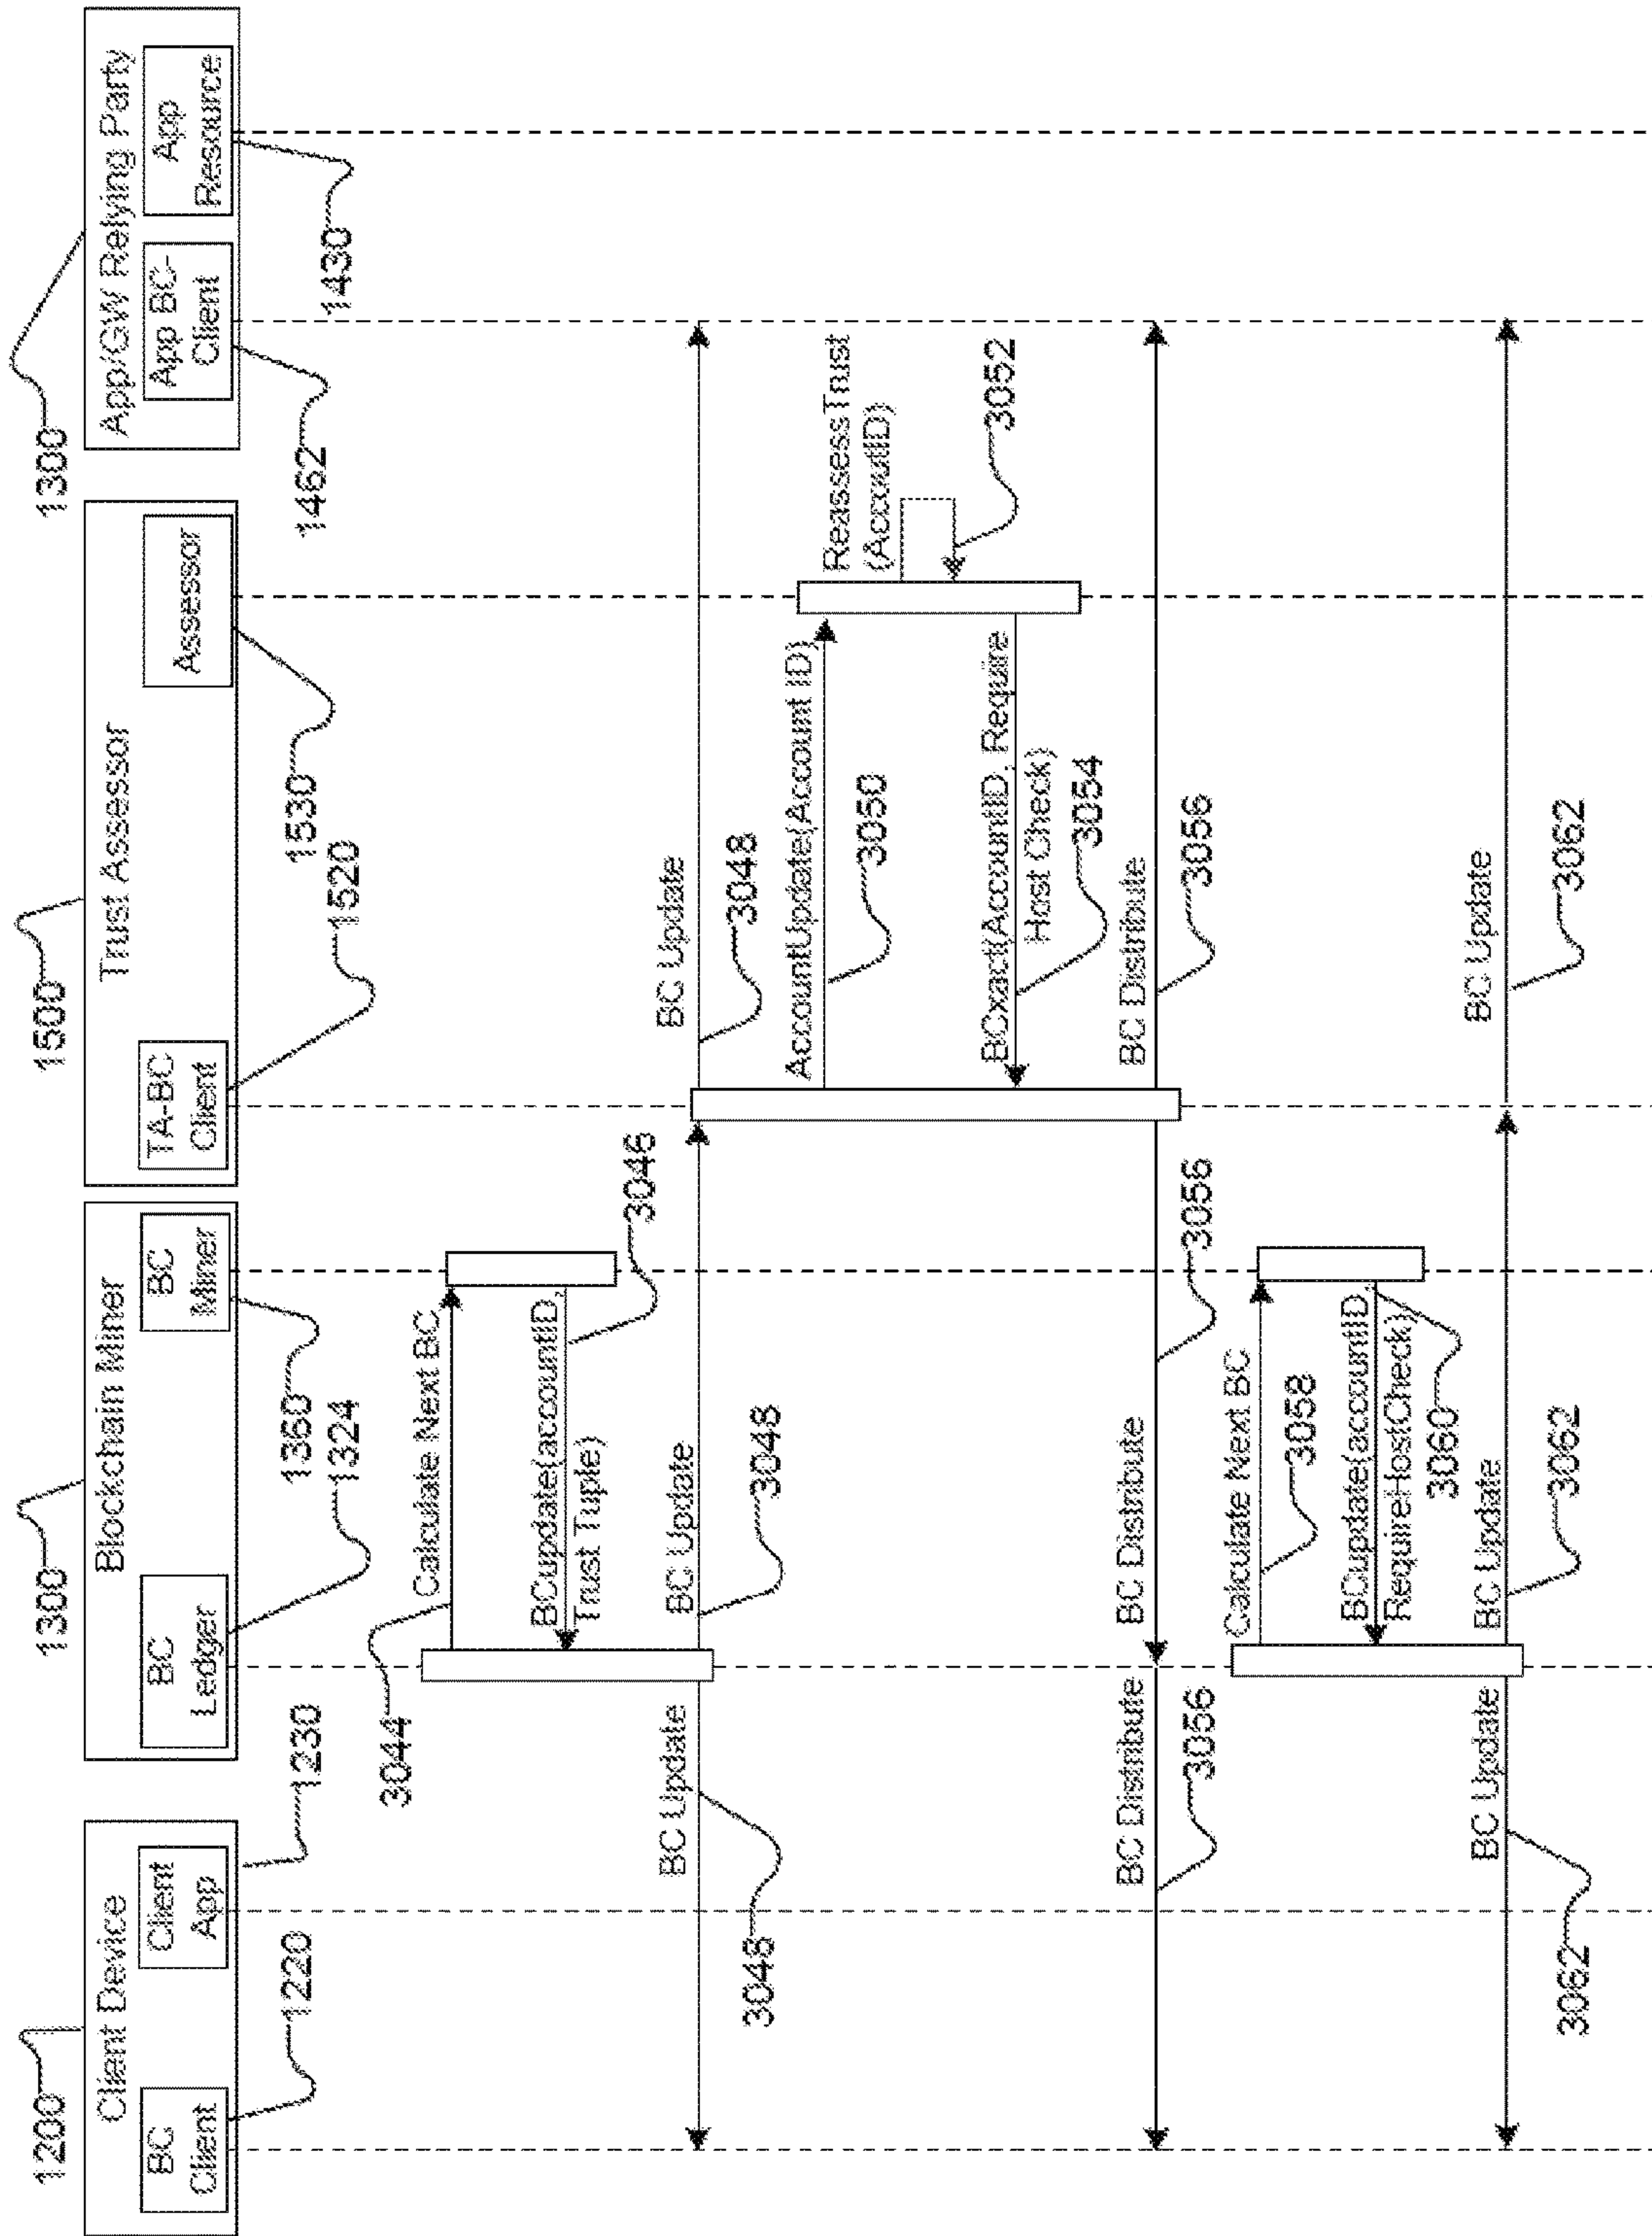 1200
Client Device
BC
Client
Client
App
1220
1230
1300
Blockchain Miner
BC
Ledger
BC
Miner
1360
1324
1500
Trust Assessor
TA-BC
Client
Assessor
1530
1520
1300
App/GW Relying Party
App BC-
Client
App
Resource
1462
1430
3044
Calculate Next BC
BCupdate(accountID,
Trust Tuple)
3046
BC Update
3048
BC Update
3048
BC Update
3048
AccountUpdate(Account ID)
3050
ReassessTrust
(AccoutID)
3052
BCxact(AccountID, Require
Host Check)
3054
BC Distribute
3056
BC Distribute
3056
BC Distribute
3056
Calculate Next BC
3058
BCupdate(accountID,
RequireHostCheck)
3060
BC Update
3062
BC Update
3062
BC Update
3062